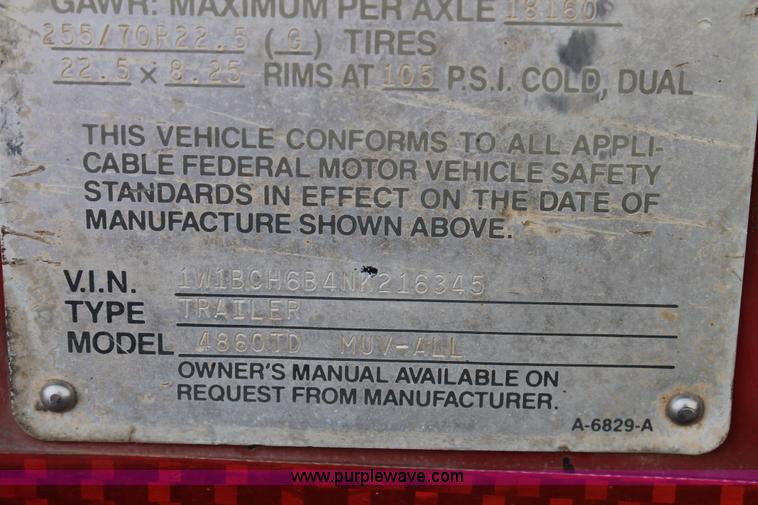 GAWR: MAXIMUM PER AXLE 18160
255/70R22.5 (G) TIRES
22.5 x 8.25 RIMS AT 105 P.S.I. COLD, DUAL
THIS VEHICLE CONFORMS TO ALL APPLI-
CABLE FEDERAL MOTOR VEHICLE SAFETY
STANDARDS IN EFFECT ON THE DATE OF
MANUFACTURE SHOWN ABOVE.
V.I.N. 1W1BCH6B4NK216345
TYPE TRAILER
MODEL 4860TD MUV-ALL
OWNER'S MANUAL AVAILABLE ON
REQUEST FROM MANUFACTURER.
A-6829-A
www.purplewave.com